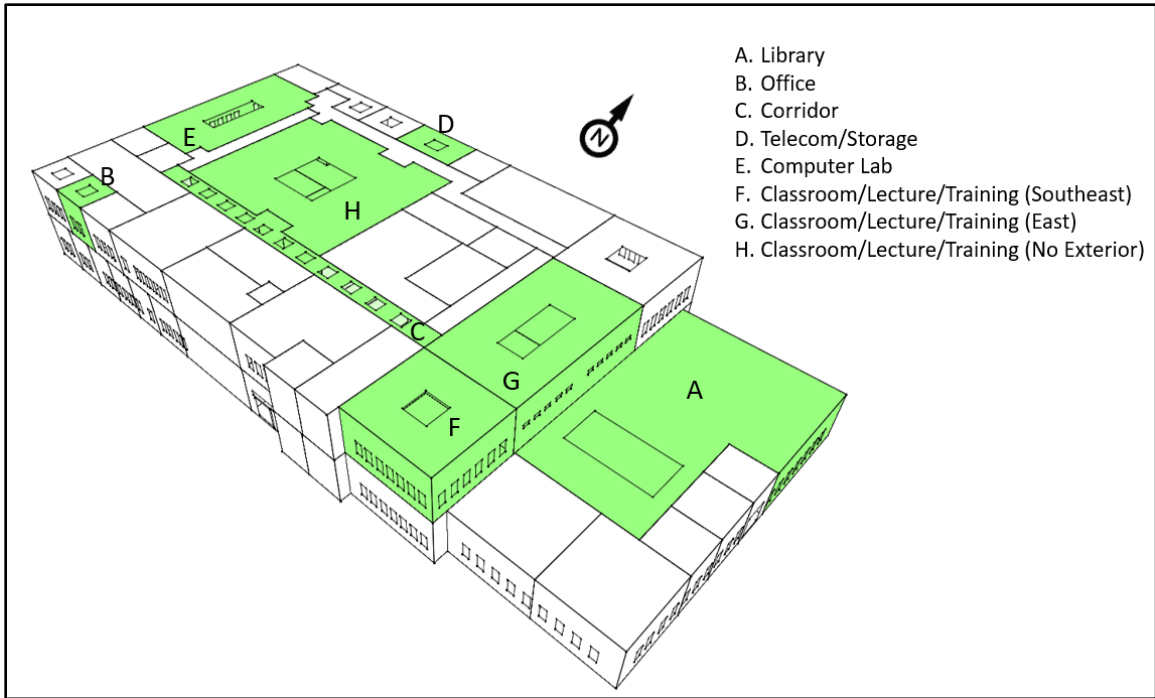 A. Library
B. Office
C. Corridor
D. Telecom/Storage
E. Computer Lab
F. Classroom/Lecture/Training (Southeast)
G. Classroom/Lecture/Training (East)
H. Classroom/Lecture/Training (No Exterior)
N
D
E
B
H
C
G
A
F